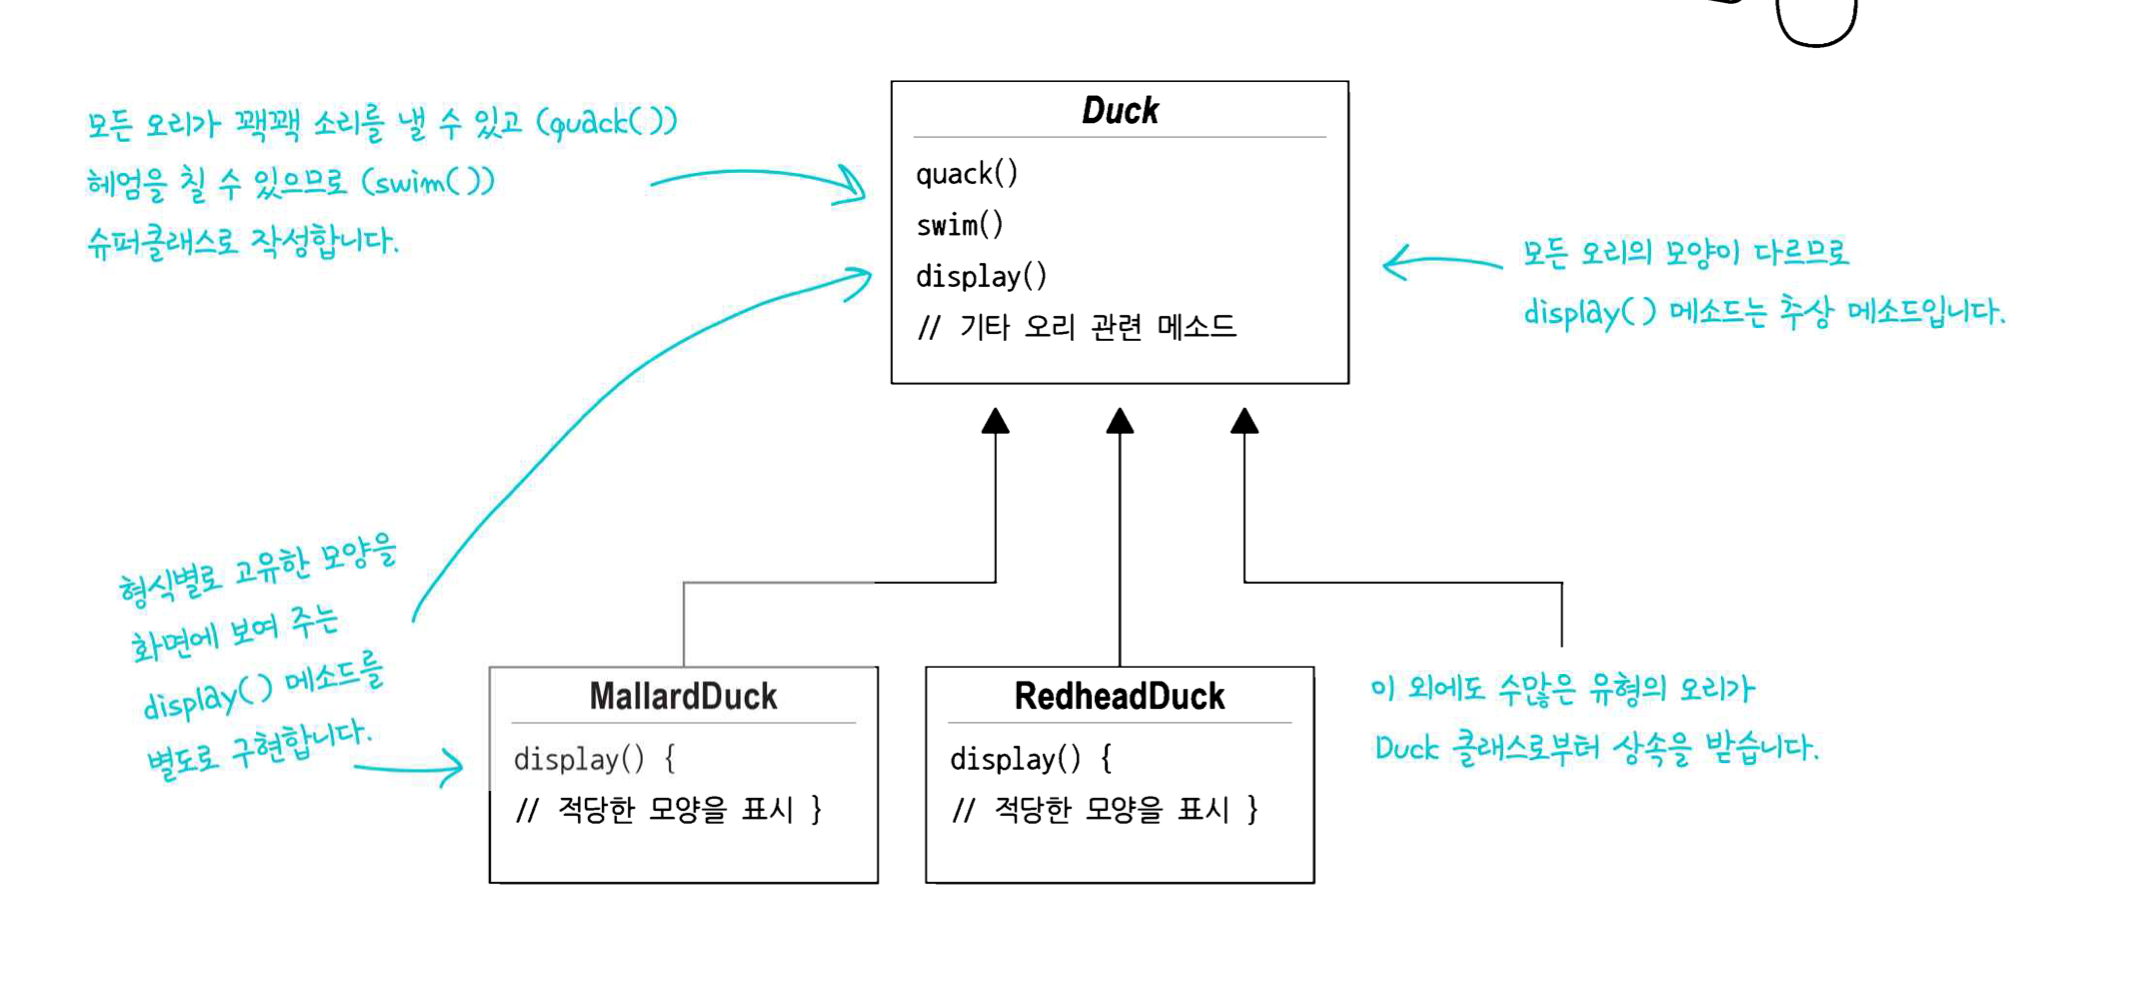 모든 오리가 꽥꽥 소리를 낼 수 있고 (quack())
헤엄을 칠 수 있으므로 (swim())
슈퍼클래스로 작성합니다.
Duck
quack()
swim()
display()
// 기타 오리 관련 메소드
모든 오리의 모양이 다르므로
display() 메소드는 추상 메소드입니다.
형식별로 고유한 모양을
화면에 보여 주는
display() 메소드를
별도로 구현합니다.
MallardDuck
display() {
// 적당한 모양을 표시 }
RedheadDuck
display() {
// 적당한 모양을 표시 }
이 외에도 수많은 유형의 오리가
Duck 클래스로부터 상속을 받습니다.